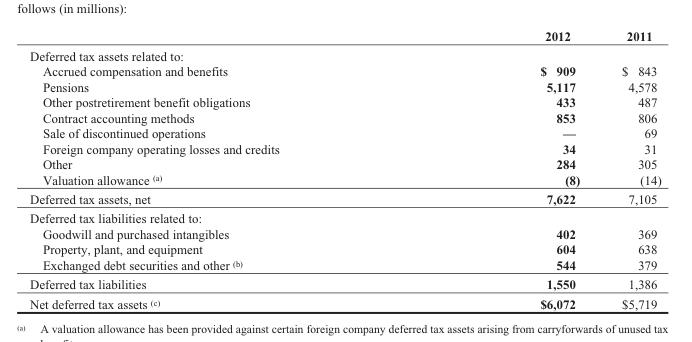 follows (in millions):
2012 2011
Deferred tax assets related to:
Accrued compensation and benefits $ 909 $ 843
Pensions 5,117 4,578
Other postretirement benefit obligations 433 487
Contract accounting methods 853 806
Sale of discontinued operations — 69
Foreign company operating losses and credits 34 31
Other 284 305
Valuation allowance (a) (8) (14)
Deferred tax assets, net 7,622 7,105
Deferred tax liabilities related to:
Goodwill and purchased intangibles 402 369
Property, plant, and equipment 604 638
Exchanged debt securities and other (b) 544 379
Deferred tax liabilities 1,550 1,386
Net deferred tax assets (c) $6,072 $5,719
(a) A valuation allowance has been provided against certain foreign company deferred tax assets arising from carryforwards of unused tax